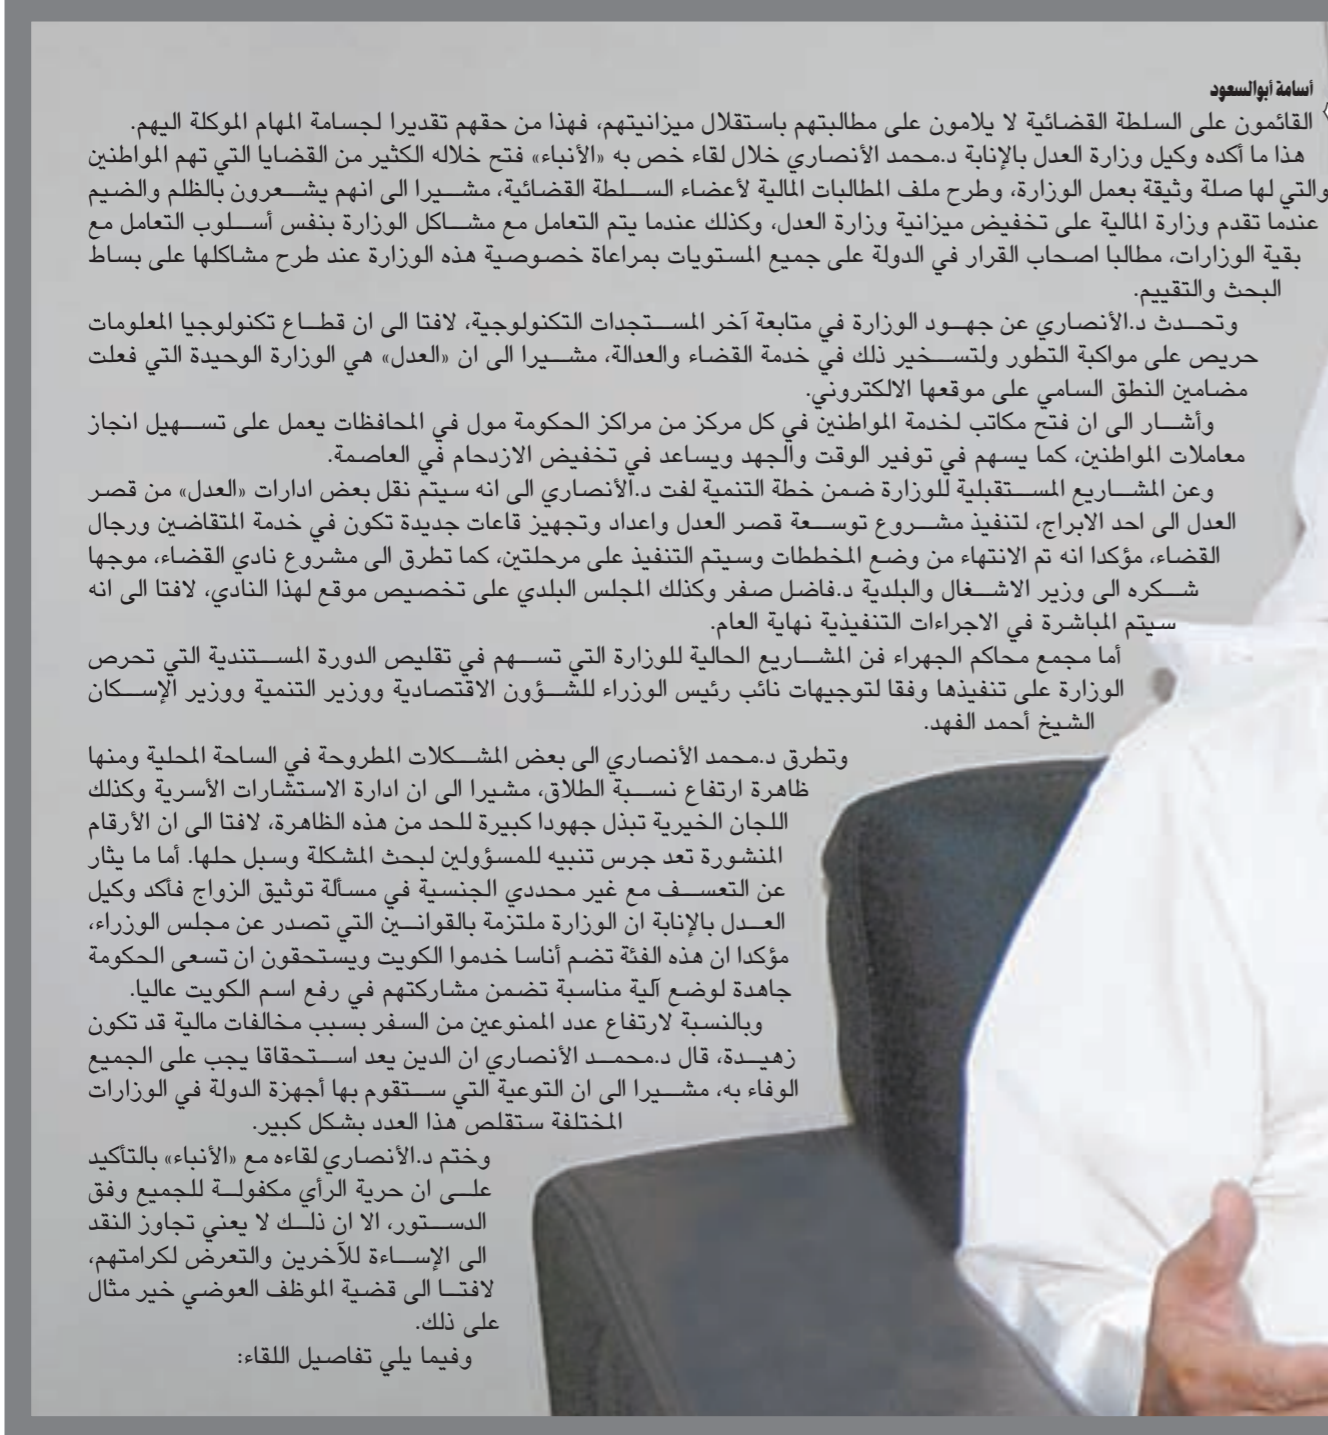 أسامة أبوالسعود
القائمون على السلطة القضائية لا يلامون على مطالبتهم باستقلال ميزانيتهم، فهذا من حقهم تقديرا لجسامة المهام الموكلة اليهم.
هذا ما أكده وكيل وزارة العدل بالإنابة د.محمد الأنصاري خلال لقاء خص به «الأنباء» فتح خلاله الكثير من القضايا التي تهم المواطنين
والتي لها صلة وثيقة بعمل الوزارة، وطرح ملف المطالبات المالية لأعضاء السلطة القضائية، مشيرا الى انهم يشعرون بالظلم والضيم
عندما تقدم وزارة المالية على تخفيض ميزانية وزارة العدل، وكذلك عندما يتم التعامل مع مشاكل الوزارة بنفس أسلوب التعامل مع
بقية الوزارات، مطالبا اصحاب القرار في الدولة على جميع المستويات بمراعاة خصوصية هذه الوزارة عند طرح مشاكلها على بساط
البحث والتقييم.
وتحدث د.الأنصاري عن جهود الوزارة في متابعة آخر المستجدات التكنولوجية، لافتا الى ان قطاع تكنولوجيا المعلومات
حريص على مواكبة التطور ولتسخير ذلك في خدمة القضاء والعدالة، مشيرا الى ان «العدل» هي الوزارة الوحيدة التي فعلت
مضامين النطق السامي على موقعها الالكتروني.
وأشار الى ان فتح مكاتب لخدمة المواطنين في كل مركز من مراكز الحكومة مول في المحافظات يعمل على تسهيل انجاز
معاملات المواطنين، كما يسهم في توفير الوقت والجهد ويساعد في تخفيض الازدحام في العاصمة.
وعن المشاريع المستقبلية للوزارة ضمن خطة التنمية لفت د.الأنصاري الى انه سيتم نقل بعض ادارات «العدل» من قصر
العدل الى احد الابراج، لتنفيذ مشروع توسعة قصر العدل واعداد وتجهيز قاعات جديدة تكون في خدمة المتقاضين ورجال
القضاء، مؤكدا انه تم الانتهاء من وضع المخططات وسيتم التنفيذ على مرحلتين، كما تطرق الى مشروع نادي القضاء، موجها
شكره الى وزير الاشغال والبلدية د.فاضل صفر وكذلك المجلس البلدي على تخصيص موقع لهذا النادي، لافتا الى انه
سيتم المباشرة في الاجراءات التنفيذية نهاية العام.
أما مجمع محاكم الجهراء فن المشاريع الحالية للوزارة التي تسهم في تقليص الدورة المستندية التي تحرص
الوزارة على تنفيذها وفقا لتوجيهات نائب رئيس الوزراء للشؤون الاقتصادية ووزير التنمية ووزير الإسكان
الشيخ أحمد الفهد.
وتطرق د.محمد الأنصاري الى بعض المشكلات المطروحة في الساحة المحلية ومنها
ظاهرة ارتفاع نسبة الطلاق، مشيرا الى ان ادارة الاستشارات الأسرية وكذلك
اللجان الخيرية تبذل جهودا كبيرة للحد من هذه الظاهرة، لافتا الى ان الأرقام
المنشورة تعد جرس تنبيه للمسؤولين لبحث المشكلة وسبل حلها. أما ما يثار
عن التعسف مع غير محددي الجنسية في مسألة توثيق الزواج فأكد وكيل
العدل بالإنابة ان الوزارة ملتزمة بالقوانين التي تصدر عن مجلس الوزراء،
مؤكدا ان هذه الفئة تضم أناسا خدموا الكويت ويستحقون ان تسعى الحكومة
جاهدة لوضع آلية مناسبة تضمن مشاركتهم في رفع اسم الكويت عاليا.
وبالنسبة لارتفاع عدد الممنوعين من السفر بسبب مخالفات مالية قد تكون
زهيدة، قال د.محمد الأنصاري ان الدين يعد استحقاقا يجب على الجميع
الوفاء به، مشيرا الى ان التوعية التي ستقوم بها أجهزة الدولة في الوزارات
المختلفة ستقلص هذا العدد بشكل كبير.
وختم د.الأنصاري لقاءه مع «الأنباء» بالتأكيد
على ان حرية الرأي مكفولة للجميع وفق
الدستور، الا ان ذلك لا يعني تجاوز النقد
الى الإساءة للآخرين والتعرض لكرامتهم،
لافتا الى قضية الموظف العوضي خير مثال
على ذلك.
وفيما يلي تفاصيل اللقاء: